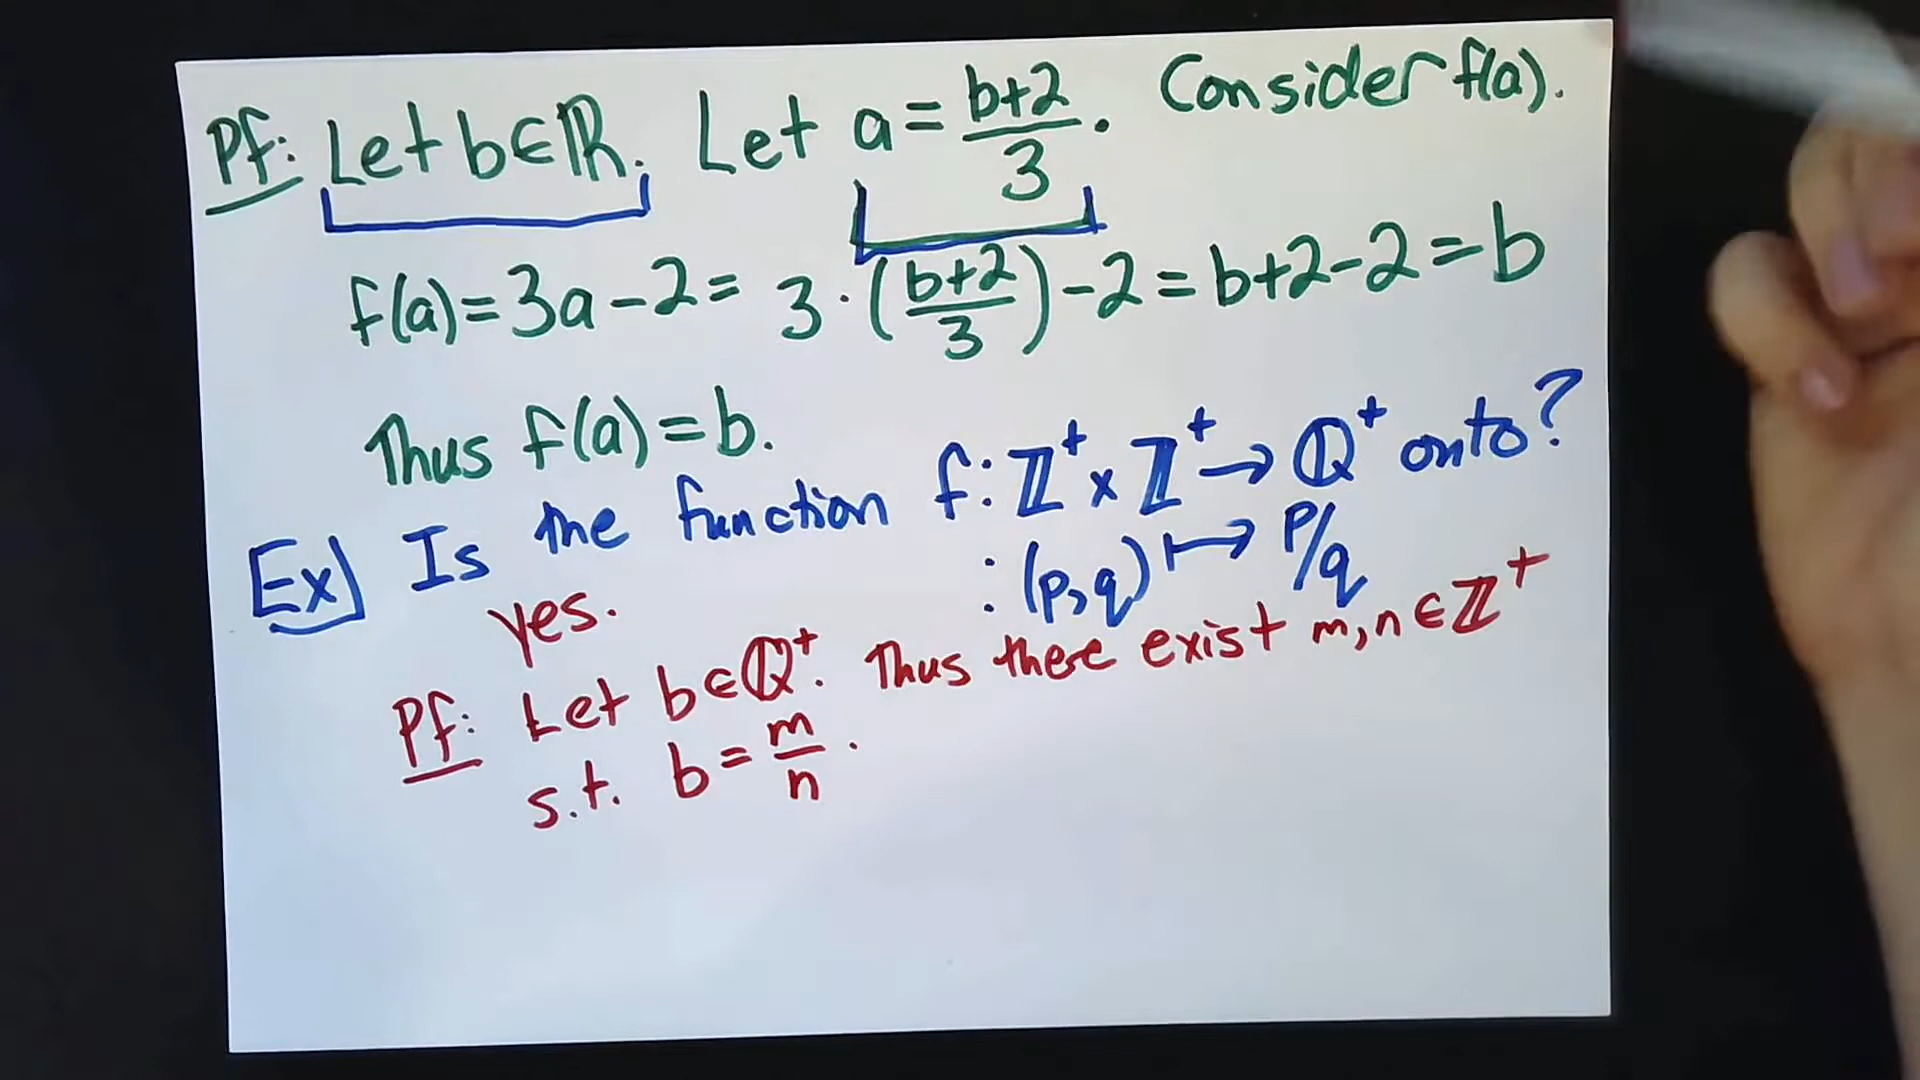 Pf: Let b∈ℝ. Let a = (b+2)/3. Consider f(a).
f(a) = 3a - 2 = 3·((b+2)/3) - 2 = b+2-2 = b
Thus f(a) = b.
Ex] Is the function f: ℤ⁺ x ℤ⁺ → ℚ⁺ onto?
: (p,q) ↦ p/q
yes.
Pf: Let b∈ℚ⁺. Thus there exist m,n∈ℤ⁺
s.t. b = m/n.